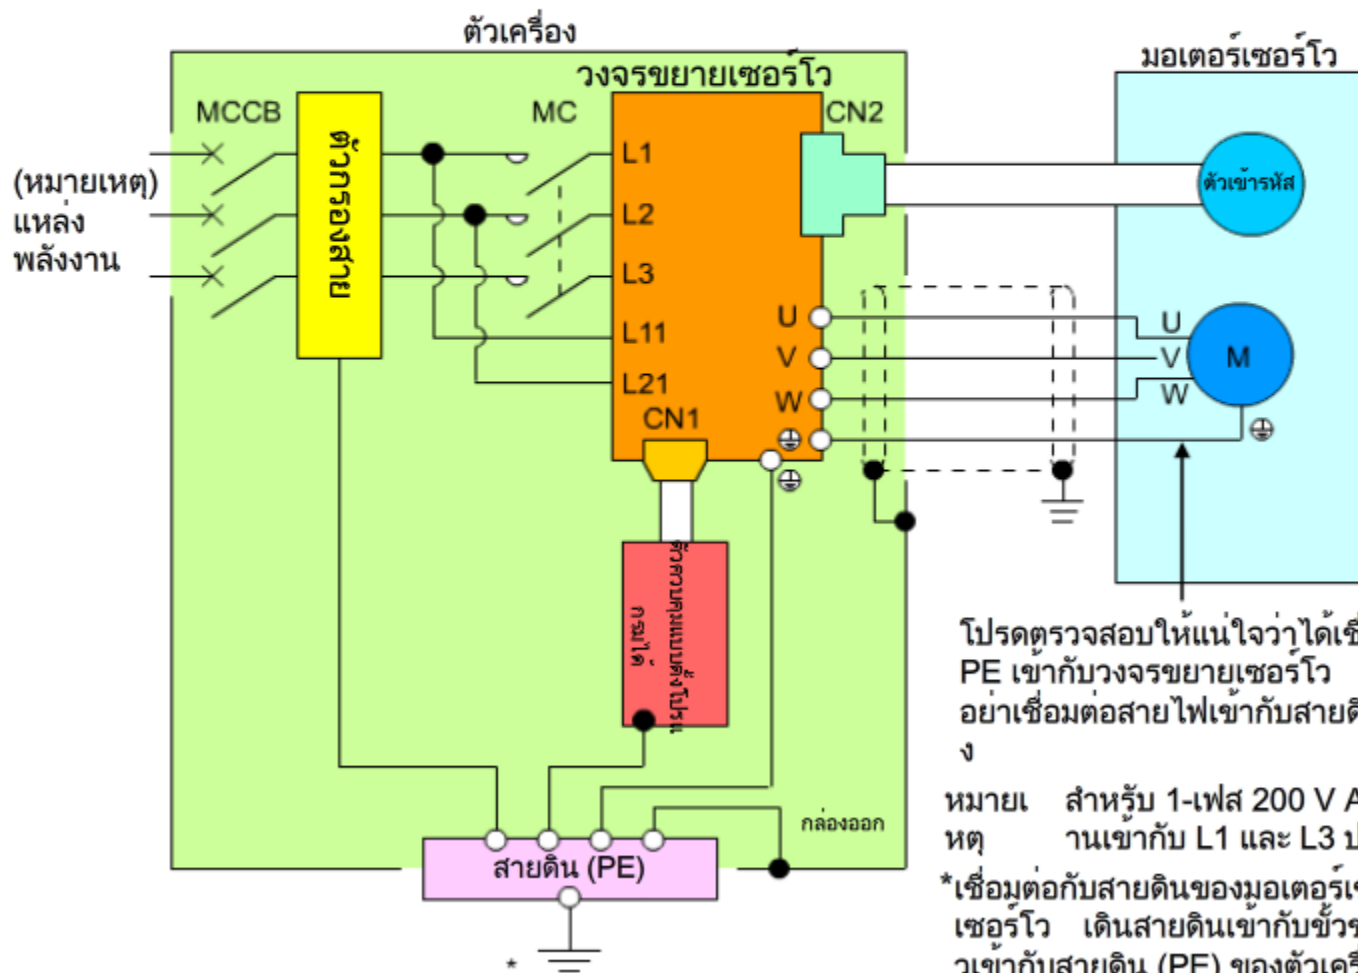 ตัวเครื่อง
มอเตอร์เซอร์โว
วงจรขยายเซอร์โว
MCCB
MC
CN2
ตัวกรองสาย
(หมายเหตุ)
แหล่ง
พลังงาน
L1
L2
L3
L11
L21
CN1
U
V
W
ตัวเข้ารหัส
U
V
W
M
ตัวควบคุมแบบตั้งโปรแ
กรมได้
โปรดตรวจสอบให้แน่ใจว่าได้เชื่
PE เข้ากับวงจรขยายเซอร์โว
อย่าเชื่อมต่อสายไฟเข้ากับสายดิ
ง
กล่องออก
หมายเ สำหรับ 1-เฟส 200 V A
หตุ านเข้ากับ L1 และ L3 ป
สายดิน (PE)
*เชื่อมต่อกับสายดินของมอเตอร์เซ
เซอร์โว เดินสายดินเข้ากับขั้วข
วเข้ากับสายดิน (PE) ของตัวเครื่
*